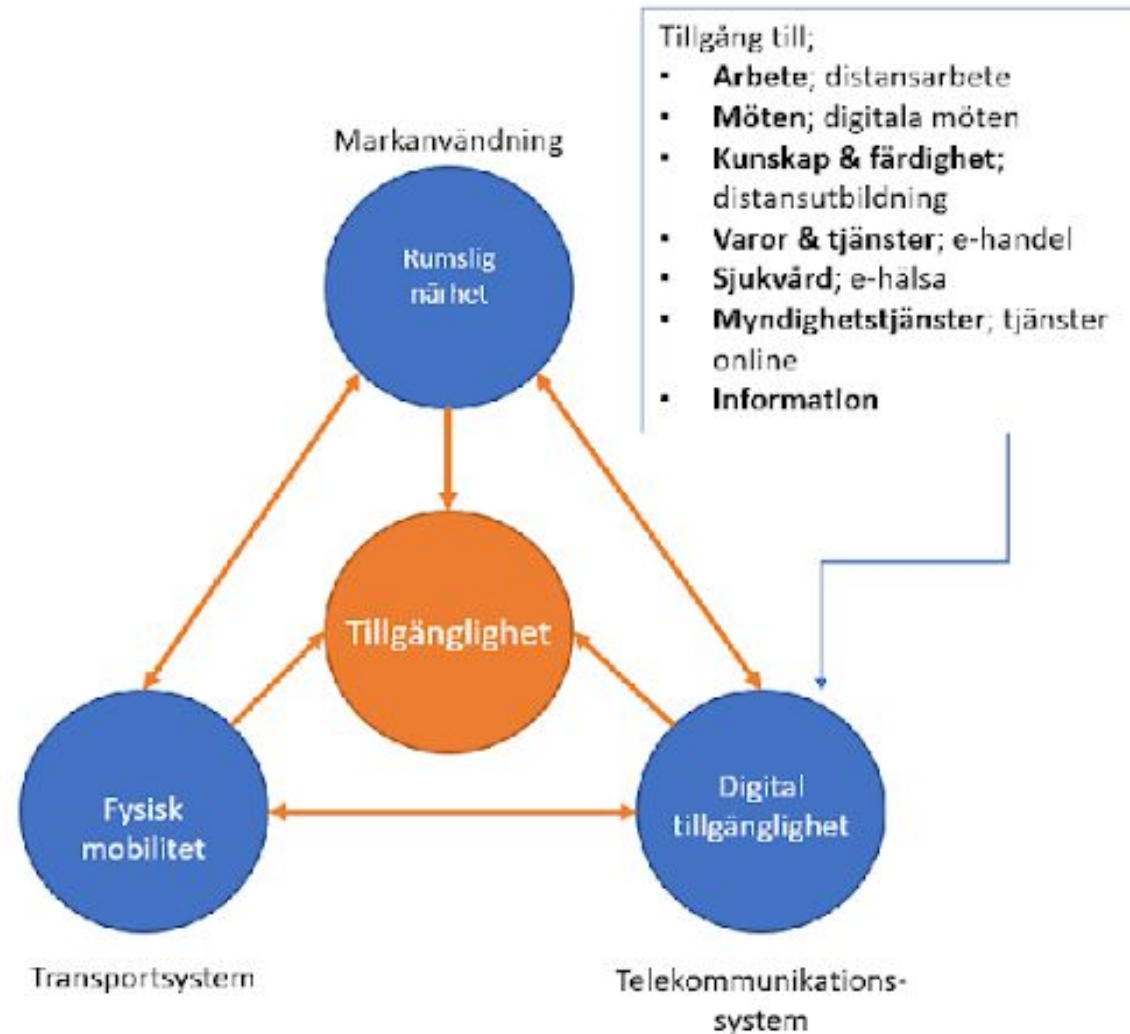 Tillgång till;
▪ Arbete; distansarbete
▪ Möten; digitala möten
▪ Kunskap & färdighet;
distansutbildning
▪ Varor & tjänster; e-handel
▪ Sjukvård; e-hälsa
▪ Myndighetstjänster; tjänster
online
▪ Information
Markanvändning
Rumslig
närhet
Tillgänglighet
Fysisk
mobilitet
Digital
tillgänglighet
Transportsystem
Telekommunikations-
system